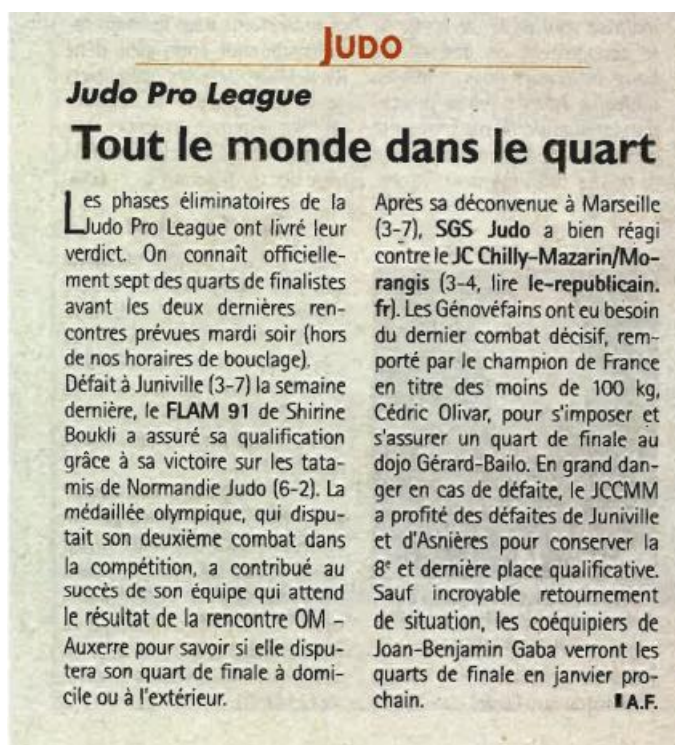 JUDO
Judo Pro League
Tout le monde dans le quart
Les phases éliminatoires de la
Judo Pro League ont livré leur
verdict. On connaît officielle-
ment sept des quarts de finalistes
avant les deux dernières ren-
contres prévues mardi soir (hors
de nos horaires de bouclage).
Défait à Juniville (3-7) la semaine
dernière, le FLAM 91 de Shirine
Boukli a assuré sa qualification
grâce à sa victoire sur les tata-
mis de Normandie Judo (6-2). La
médaillée olympique, qui dispu-
tait son deuxième combat dans
la compétition, a contribué au
succès de son équipe qui attend
le résultat de la rencontre OM –
Auxerre pour savoir si elle dispu-
tera son quart de finale à domi-
cile ou à l'extérieur.
Après sa déconvenue à Marseille
(3-7), SGS Judo a bien réagi
contre le JC Chilly-Mazarin/Mo-
rangis (3-4, lire le-republicain.
fr). Les Génovéfains ont eu besoin
du dernier combat décisif, rem-
porté par le champion de France
en titre des moins de 100 kg,
Cédric Olivar, pour s'imposer et
s'assurer un quart de finale au
dojo Gérard-Bailo. En grand dan-
ger en cas de défaite, le JCCMM
a profité des défaites de Juniville
et d'Asnières pour conserver la
8e et dernière place qualificative.
Sauf incroyable retournement
de situation, les coéquipiers de
Joan-Benjamin Gaba verront les
quarts de finale en janvier pro-
chain. A.F.